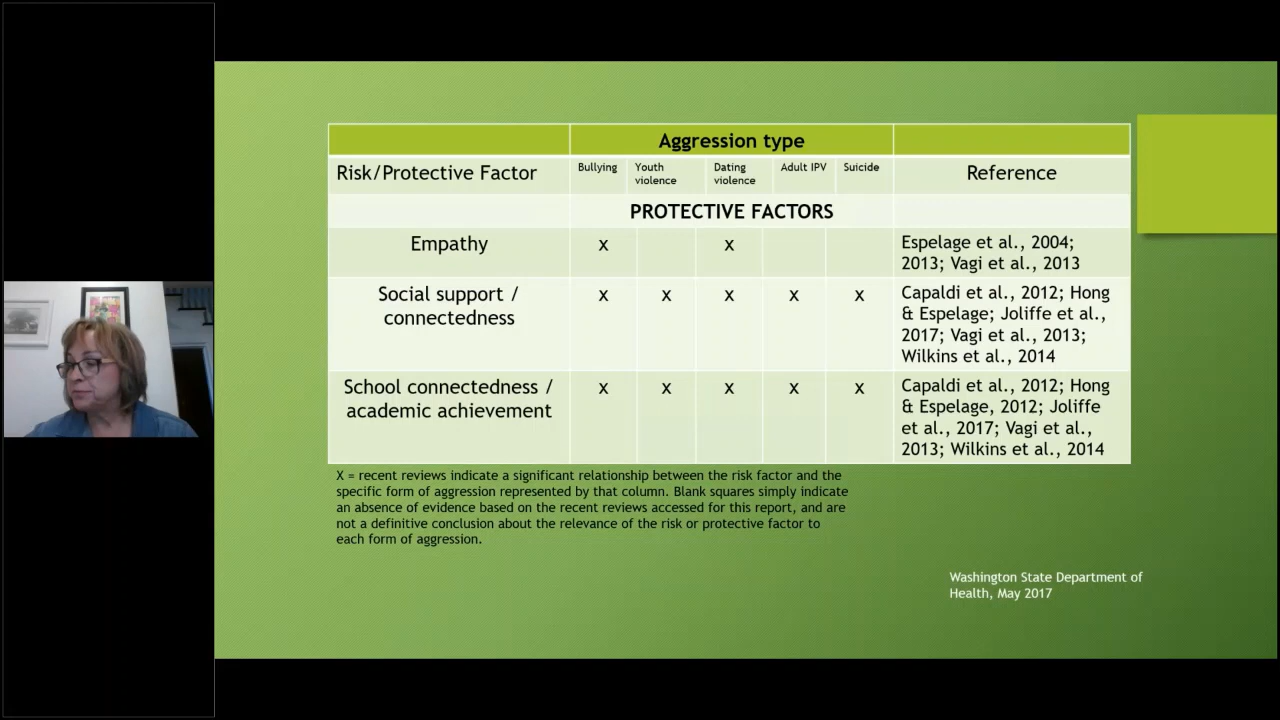 Aggression type
Risk/Protective Factor
Bullying
Youth
violence
Dating
violence
Adult IPV
Suicide
Reference
PROTECTIVE FACTORS
Empathy
x
x
Espelage et al., 2004;
2013; Vagi et al., 2013
Social support /
connectedness
x
x
x
x
x
Capaldi et al., 2012; Hong
& Espelage; Joliffe et al.,
2017; Vagi et al., 2013;
Wilkins et al., 2014
School connectedness /
academic achievement
x
x
x
x
x
Capaldi et al., 2012; Hong
& Espelage, 2012; Joliffe
et al., 2017; Vagi et al.,
2013; Wilkins et al., 2014
X = recent reviews indicate a significant relationship between the risk factor and the
specific form of aggression represented by that column. Blank squares simply indicate
an absence of evidence based on the recent reviews accessed for this report, and are
not a definitive conclusion about the relevance of the risk or protective factor to
each form of aggression.
Washington State Department of
Health, May 2017